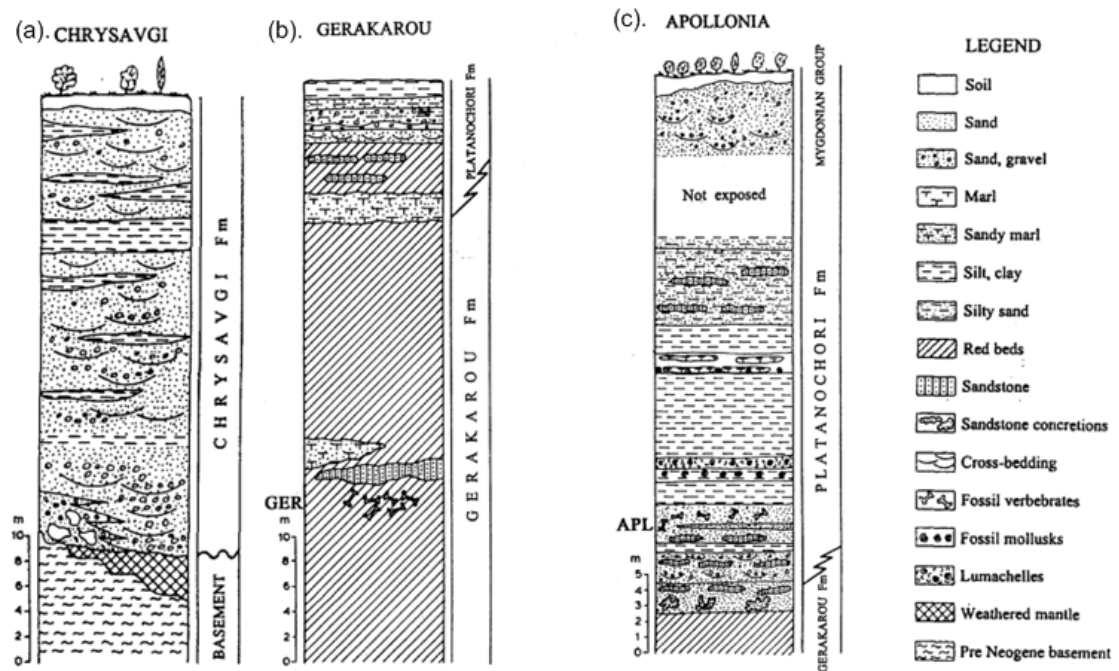 (a). CHRYSAVGI
10
m
8
6
4
2
0
CHRYSAVGI Fm
BASEMENT
(b). GERAKAROU
GER
m
10
8
6
4
2
0
PLATANOCHORI Fm
GERAKAROU Fm
(c). APOLLONIA
Not exposed
APL
m
5
4
3
2
1
0
MYGDONIAN GROUP
PLATANOCHORI Fm
GERAKAROU Fm
LEGEND
Soil
Sand
Sand, gravel
Marl
Sandy marl
Silt, clay
Silty sand
Red beds
Sandstone
Sandstone concretions
Cross-bedding
Fossil verbebrates
Fossil mollusks
Lumachelles
Weathered mantle
Pre Neogene basement